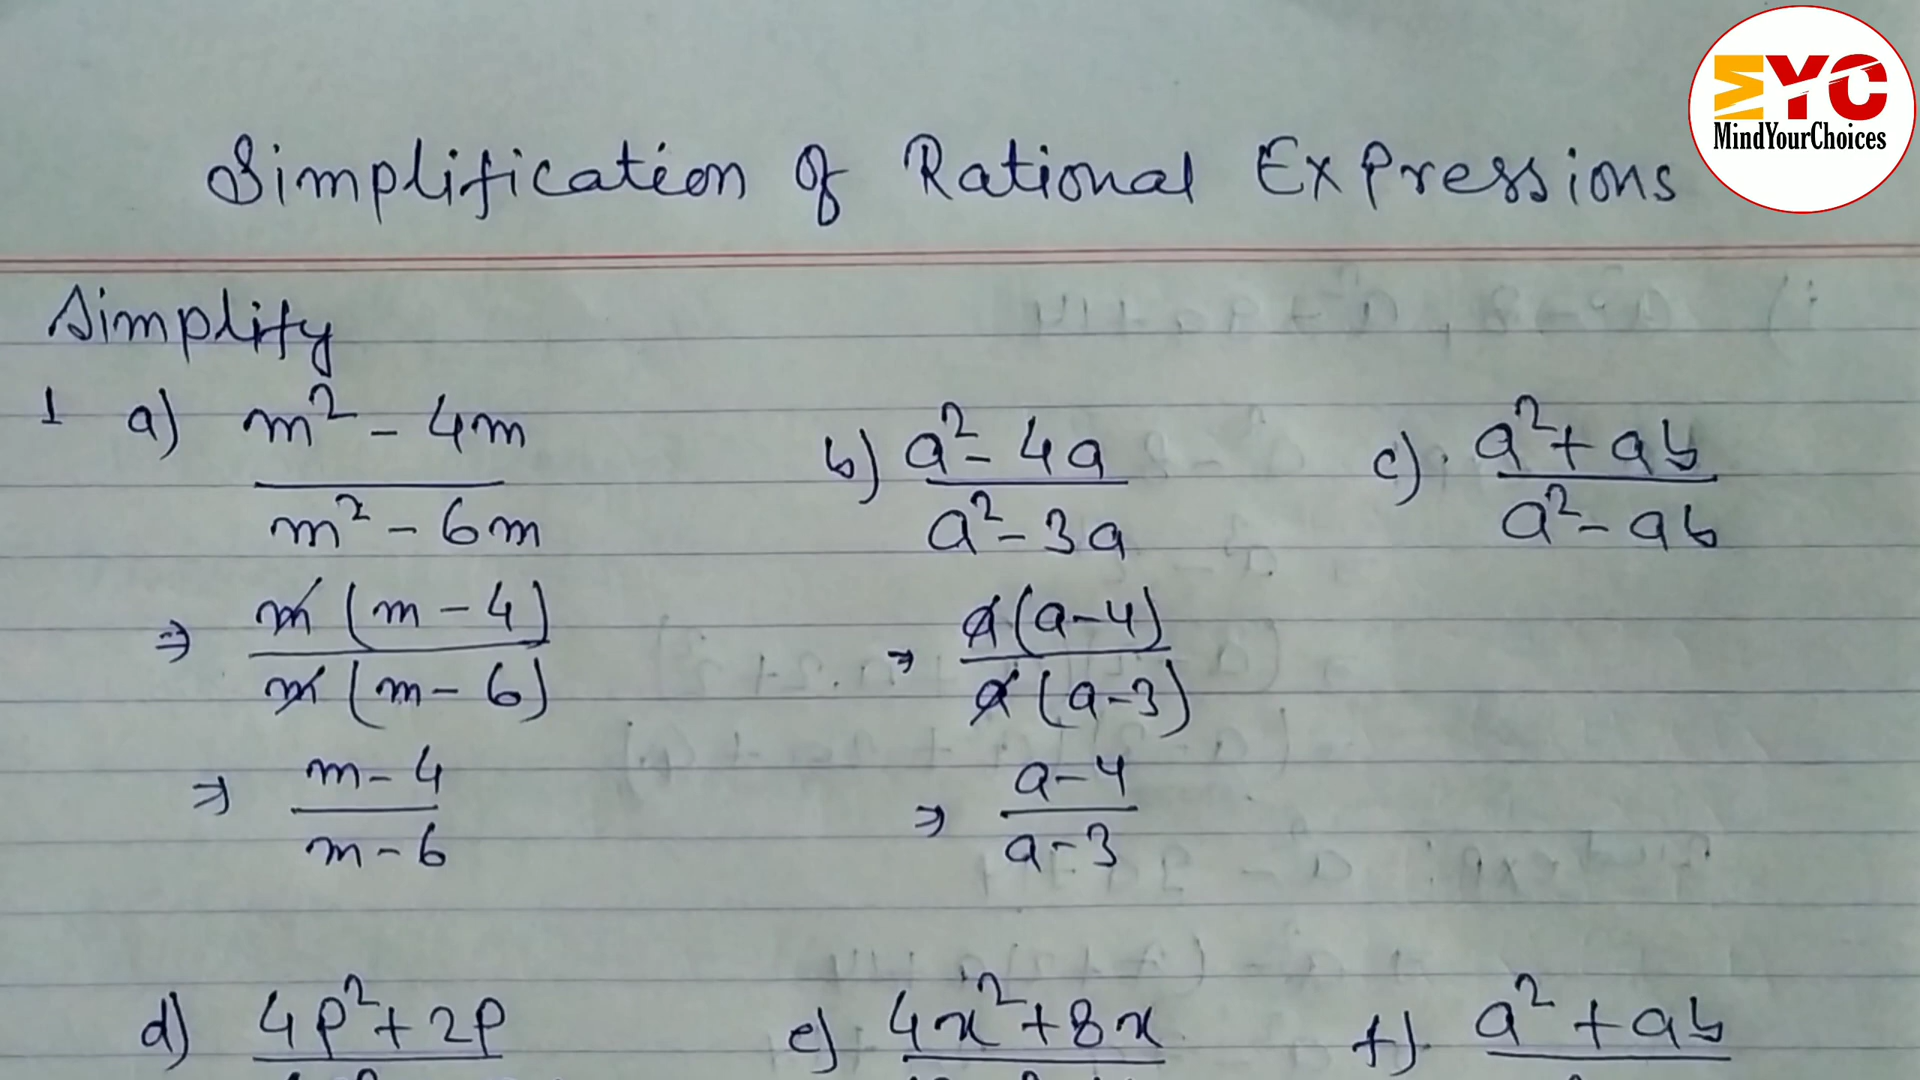 MYC
MindYourChoices
Simplification Of Rational Expressions
Simplify
1 a) m² - 4m
m² - 6m
⇒ m (m - 4)
m (m - 6)
⇒ m - 4
m - 6
b) a² - 4a
a² - 3a
⇒ a (a - 4)
a (a - 3)
⇒ a - 4
a - 3
c) a² + ab
a² - ab
d) 4p² + 2p
e) 4x² + 8x
f) a² + ab